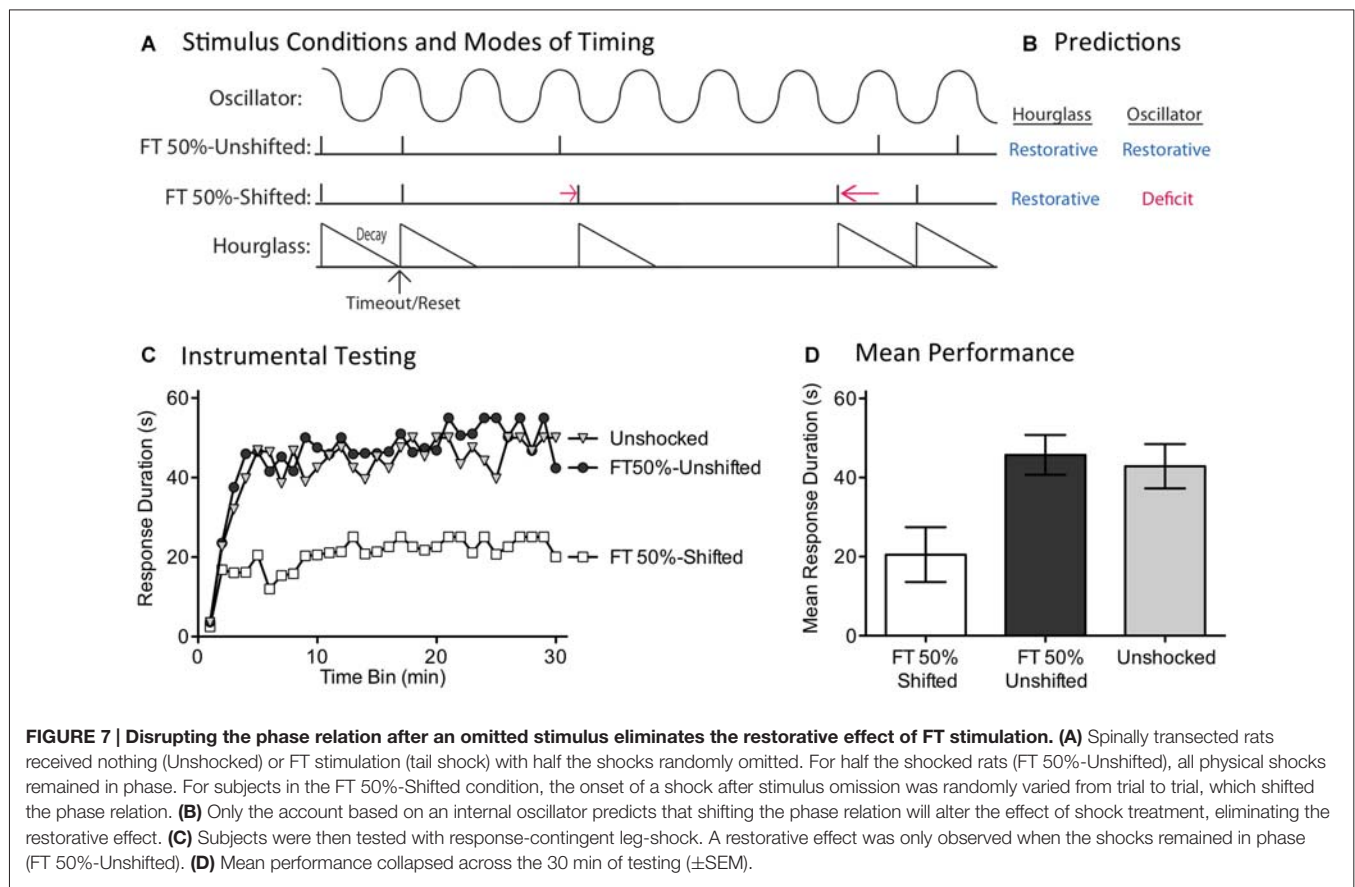 A Stimulus Conditions and Modes of Timing
B Predictions
Oscillator:
Hourglass Oscillator
FT 50%-Unshifted:
Restorative Restorative
FT 50%-Shifted:
Restorative Deficit
Hourglass:
Decay
Timeout/Reset
C Instrumental Testing
Response Duration (s)
60
40
20
0
0 10 20 30
Time Bin (min)
Unshocked
FT50%-Unshifted
FT 50%-Shifted
D Mean Performance
Mean Response Duration (s)
60
40
20
0
FT 50%
Shifted
FT 50%
Unshifted
Unshocked
FIGURE 7 | Disrupting the phase relation after an omitted stimulus eliminates the restorative effect of FT stimulation. (A) Spinally transected rats
received nothing (Unshocked) or FT stimulation (tail shock) with half the shocks randomly omitted. For half the shocked rats (FT 50%-Unshifted), all physical shocks
remained in phase. For subjects in the FT 50%-Shifted condition, the onset of a shock after stimulus omission was randomly varied from trial to trial, which shifted
the phase relation. (B) Only the account based on an internal oscillator predicts that shifting the phase relation will alter the effect of shock treatment, eliminating the
restorative effect. (C) Subjects were then tested with response-contingent leg-shock. A restorative effect was only observed when the shocks remained in phase
(FT 50%-Unshifted). (D) Mean performance collapsed across the 30 min of testing (±SEM).